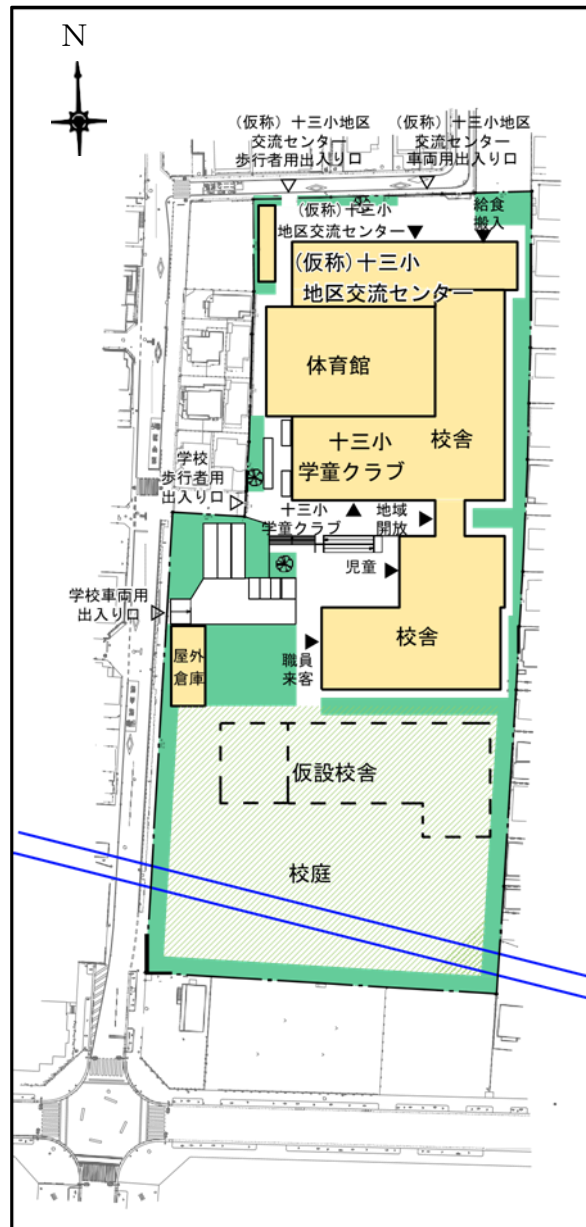 N
(仮称) 十三小地区
交流センター
歩行者用出入り口
(仮称) 十三小地区
交流センター
車両用出入り口
(仮称) 十三小
地区交流センター
給食
搬入
(仮称)十三小
地区交流センター
体育館
十三小
学童クラブ
校舎
学校
歩行者用
出入り口
十三小
学童クラブ
地域
開放
児童
学校車両用
出入り口
屋外
倉庫
職員
来客
校舎
仮設校舎
校庭